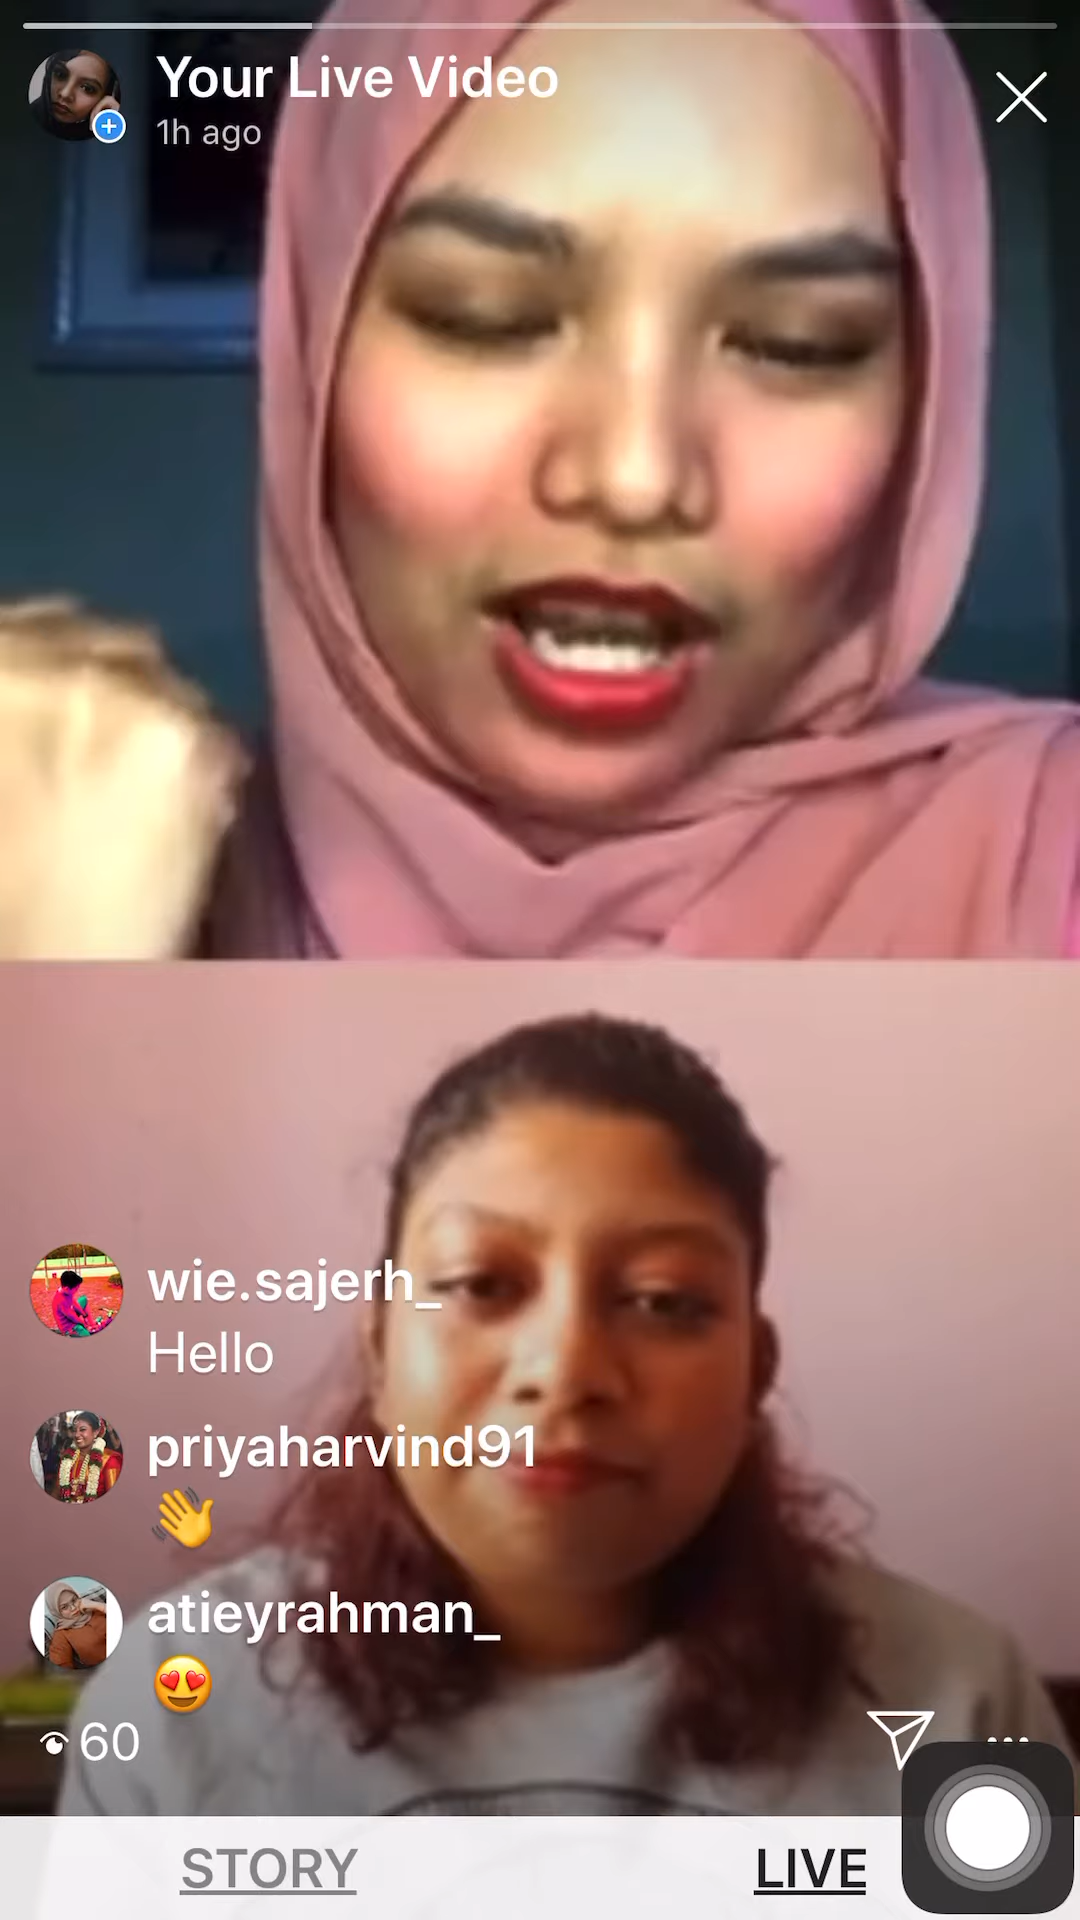 Your Live Video
1h ago
wie.sajerh_
Hello
priyaharvind91
👋
atieyrahman_
😍
60
STORY
LIVE